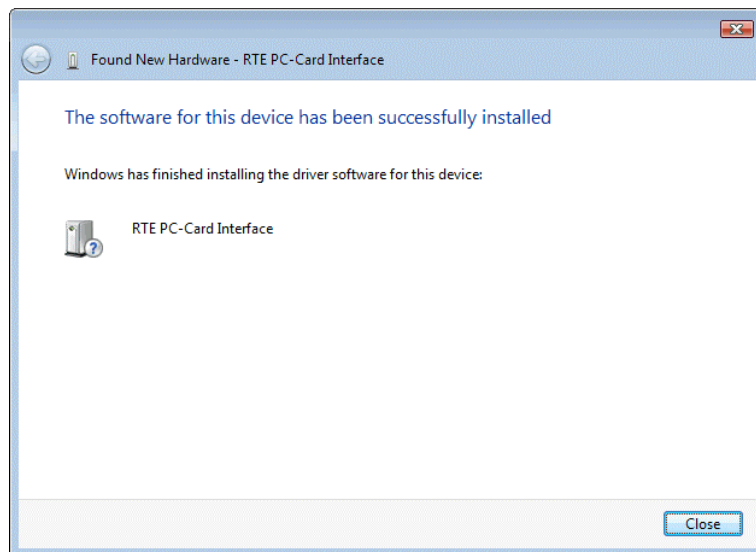 Found New Hardware - RTE PC-Card Interface
The software for this device has been successfully installed
Windows has finished installing the driver software for this device:
RTE PC-Card Interface
Close